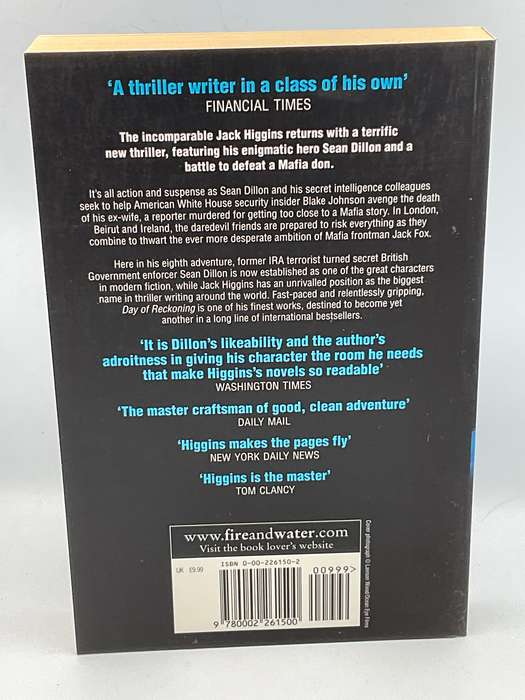 ‘A thriller writer in a class of his own’
FINANCIAL TIMES
The incomparable Jack Higgins returns with a terrific
new thriller, featuring his enigmatic hero Sean Dillon and a
battle to defeat a Mafia don.
It’s all action and suspense as Sean Dillon and his secret intelligence colleagues
seek to help American White House security insider Blake Johnson avenge the death
of his ex-wife, a reporter murdered for getting too close to a Mafia story. In London,
Beirut and Ireland, the daredevil friends are prepared to risk everything as they
combine to thwart the ever more desperate ambition of Mafia frontman Jack Fox.
Here in his eighth adventure, former IRA terrorist turned secret British
Government enforcer Sean Dillon is now established as one of the great characters
in modern fiction, while Jack Higgins has an unrivalled position as the biggest
name in thriller writing around the world. Fast-paced and relentlessly gripping,
Day of Reckoning is one of his finest works, destined to become yet
another in a long line of international bestsellers.
‘It is Dillon’s likeability and the author’s
adroitness in giving his character the room he needs
that make Higgins’s novels so readable’
WASHINGTON TIMES
‘The master craftsman of good, clean adventure’
DAILY MAIL
‘Higgins makes the pages fly’
NEW YORK DAILY NEWS
‘Higgins is the master’
TOM CLANCY
www.fireandwater.com
Visit the book lover’s website
ISBN 0-00-226150-2
UK £9.99
00999>
9 780002 261500
Cover photograph © Lawson Wood/Ocean Eye Films